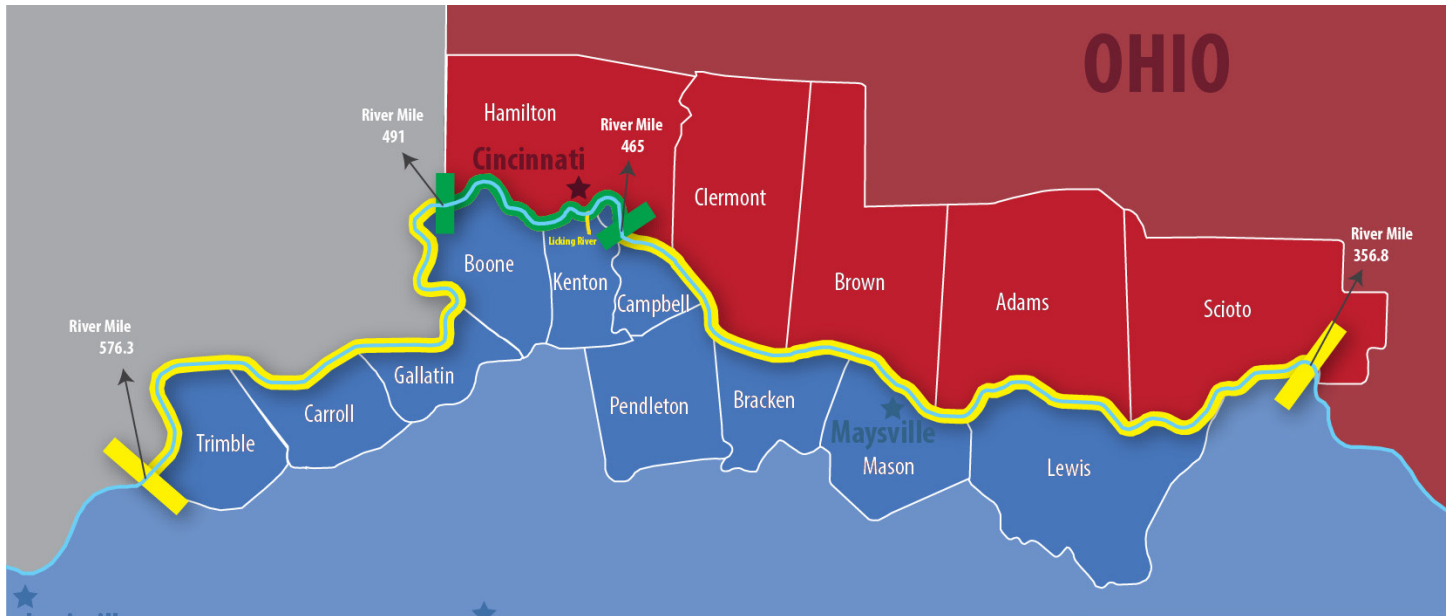 OHIO
River Mile
491
Hamilton
River Mile
465
Cincinnati
Clermont
Licking River
River Mile
356.8
Boone
Kenton
Campbell
Brown
Adams
Scioto
River Mile
576.3
Gallatin
Carroll
Trimble
Pendleton
Bracken
Maysville
Mason
Lewis